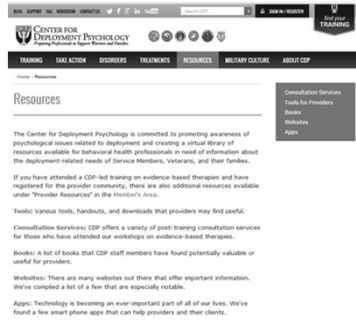 BLOG SUPPORT FAQ NEWSROOM CONTACT US
Search CDP
SIGN IN / REGISTER
find your
TRAINING
CENTER FOR
DEPLOYMENT PSYCHOLOGY
Preparing Professionals to Support Warriors and Families
TRAINING TAKE ACTION DISORDERS TREATMENTS RESOURCES MILITARY CULTURE ABOUT CDP
Home › Resources
Resources
Consultation Services
Tools for Providers
Books
Websites
Apps
The Center for Deployment Psychology is committed to promoting awareness of
psychological issues related to deployment and creating a virtual library of
resources available for behavioral health professionals in need of information about
the deployment-related needs of Service Members, Veterans, and their families.
If you have attended a CDP-led training on evidence-based therapies and have
registered for the provider community, there are also additional resources available
under "Provider Resources" in the Member's Area.
Tools: Various tools, handouts, and downloads that providers may find useful.
Consultation Services: CDP offers a variety of post-training consultation services
for those who have attended our workshops on evidence-based therapies.
Books: A list of books that CDP staff members have found potentially valuable or
useful for providers.
Websites: There are many websites out there that offer important information.
We've complied a list of a few that are especially notable.
Apps: Technology is becoming an ever-important part of all of our lives. We've
found a few smart phone apps that can help providers and their clients.